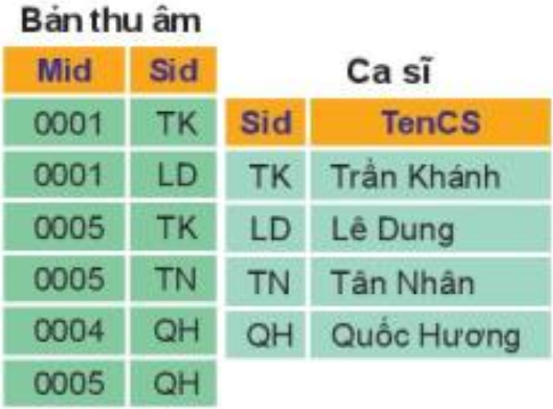 Bản thu âm
Mid Sid
0001 TK
0001 LD
0005 TK
0005 TN
0004 QH
0005 QH
Ca sĩ
Sid TenCS
TK Trần Khánh
LD Lê Dung
TN Tân Nhân
QH Quốc Hương